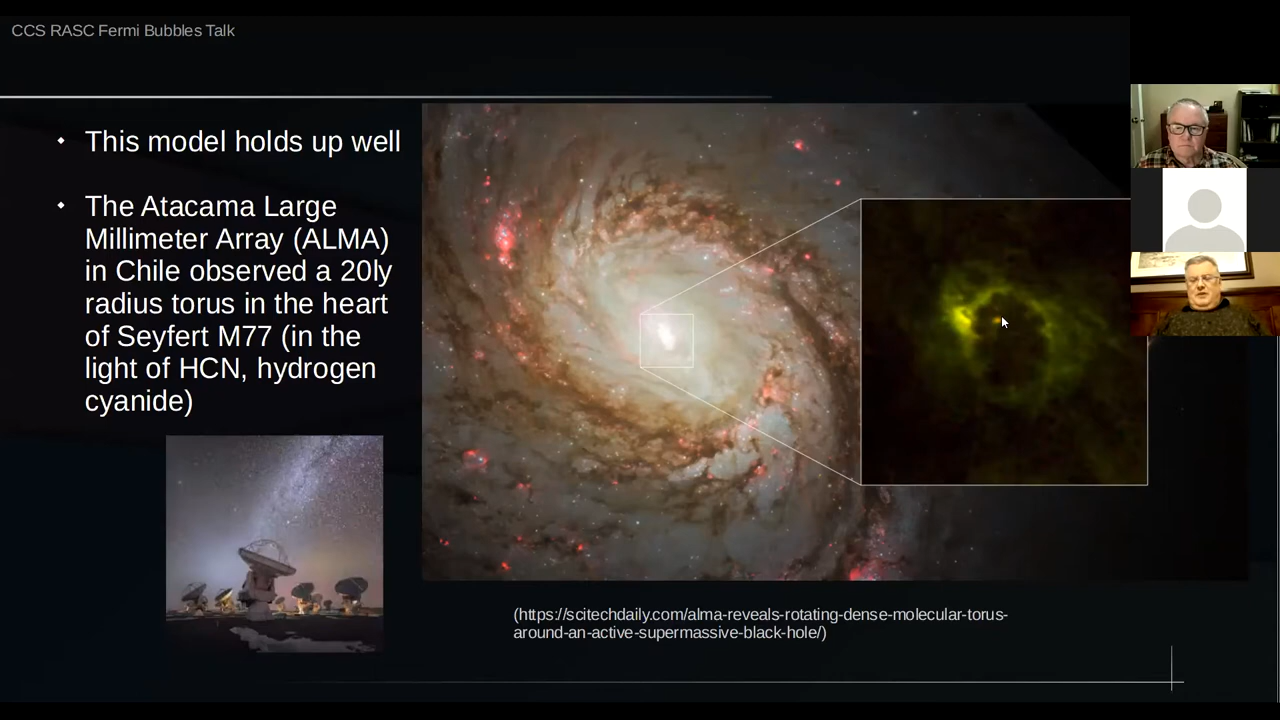 CCS RASC Fermi Bubbles Talk
This model holds up well
The Atacama Large
Millimeter Array (ALMA)
in Chile observed a 20ly
radius torus in the heart
of Seyfert M77 (in the
light of HCN, hydrogen
cyanide)
(https://scitechdaily.com/alma-reveals-rotating-dense-molecular-torus-
around-an-active-supermassive-black-hole/)